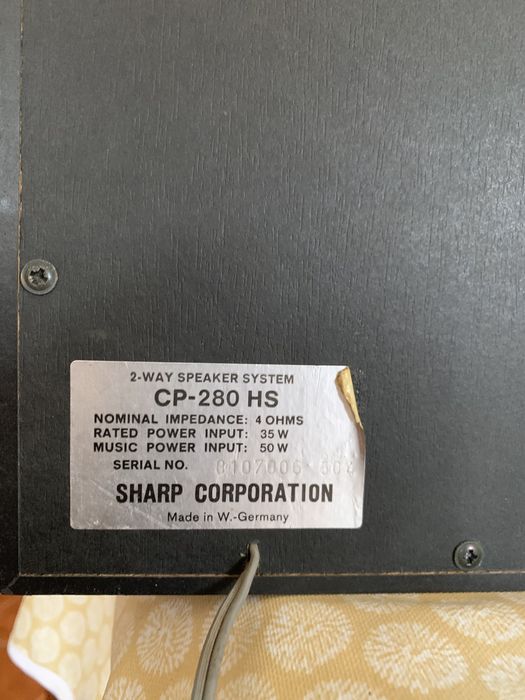 2-WAY SPEAKER SYSTEM
CP-280 HS
NOMINAL IMPEDANCE: 4 OHMS
RATED POWER INPUT: 35 W
MUSIC POWER INPUT: 50 W
SERIAL NO. 8107006
SHARP CORPORATION
Made in W.-Germany